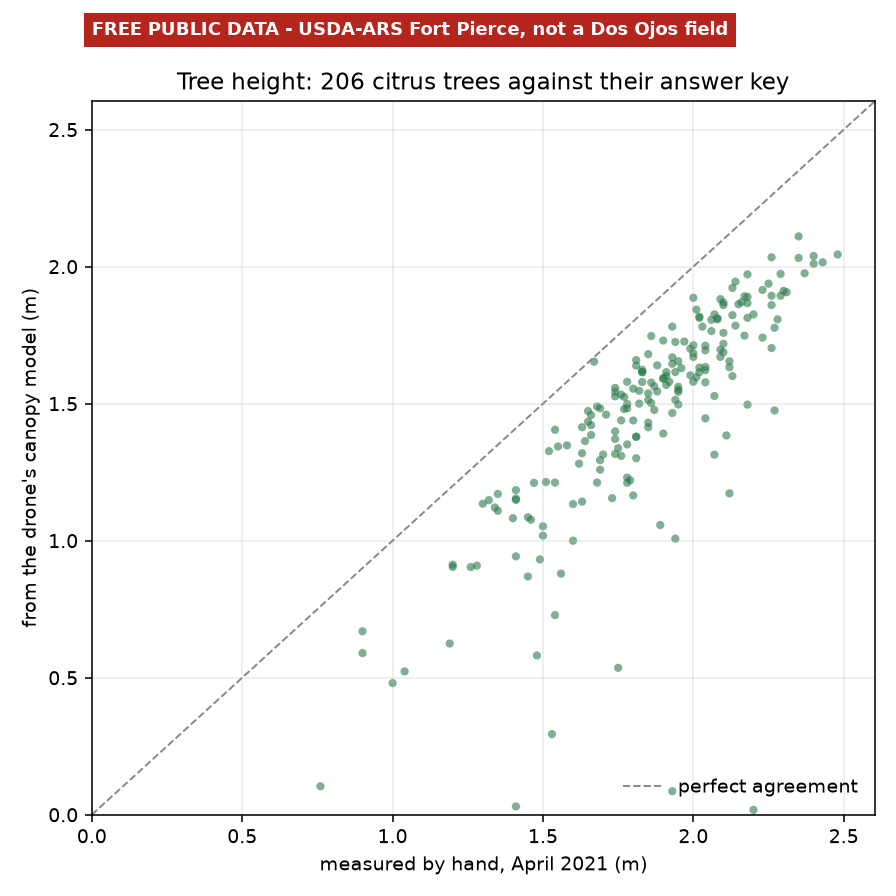 FREE PUBLIC DATA - USDA-ARS Fort Pierce, not a Dos Ojos field
Tree height: 206 citrus trees against their answer key
2.5
2.0
1.5
1.0
0.5
0.0
from the drone's canopy model (m)
perfect agreement
0.0 0.5 1.0 1.5 2.0 2.5
measured by hand, April 2021 (m)